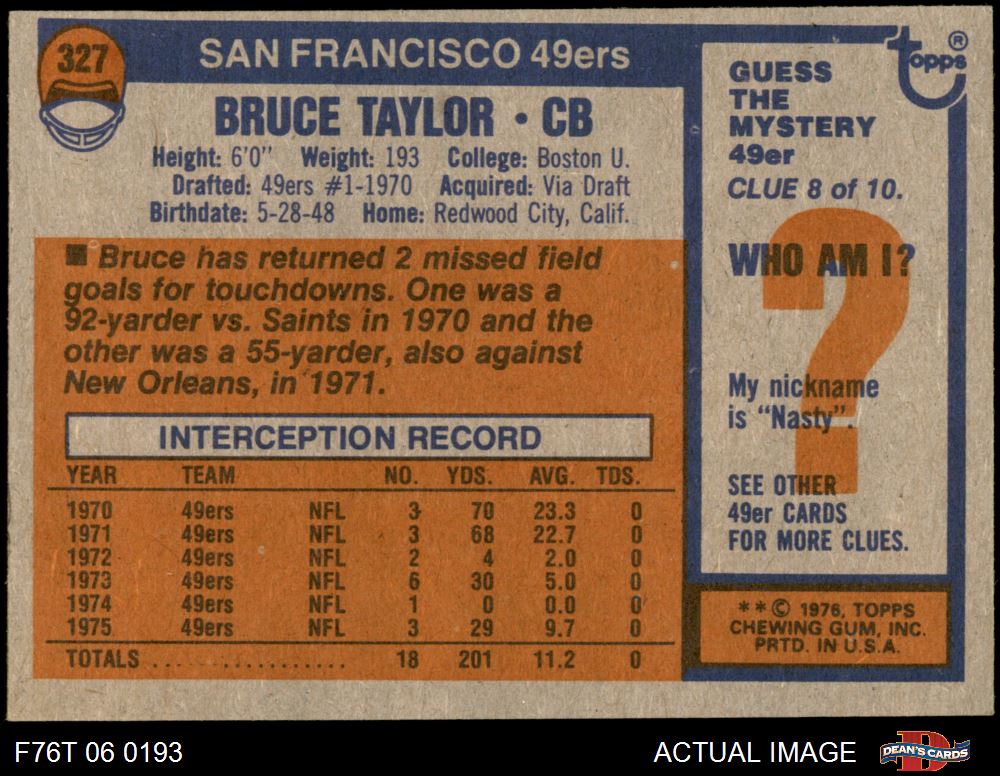 327
SAN FRANCISCO 49ers
BRUCE TAYLOR • CB
Height: 6'0" Weight: 193 College: Boston U.
Drafted: 49ers #1-1970 Acquired: Via Draft
Birthdate: 5-28-48 Home: Redwood City, Calif.
■ Bruce has returned 2 missed field
goals for touchdowns. One was a
92-yarder vs. Saints in 1970 and the
other was a 55-yarder, also against
New Orleans, in 1971.
INTERCEPTION RECORD
YEAR TEAM NO. YDS. AVG. TDS.
1970 49ers NFL 3 70 23.3 0
1971 49ers NFL 3 68 22.7 0
1972 49ers NFL 2 4 2.0 0
1973 49ers NFL 6 30 5.0 0
1974 49ers NFL 1 0 0.0 0
1975 49ers NFL 3 29 9.7 0
TOTALS .................. 18 201 11.2 0
topps ®
GUESS
THE
MYSTERY
49er
CLUE 8 of 10.
WHO AM I?
?
My nickname
is "Nasty".
SEE OTHER
49er CARDS
FOR MORE CLUES.
** © 1976, TOPPS
CHEWING GUM, INC.
PRTD. IN U.S.A.
F76T 06 0193
ACTUAL IMAGE
DEAN'S CARDS